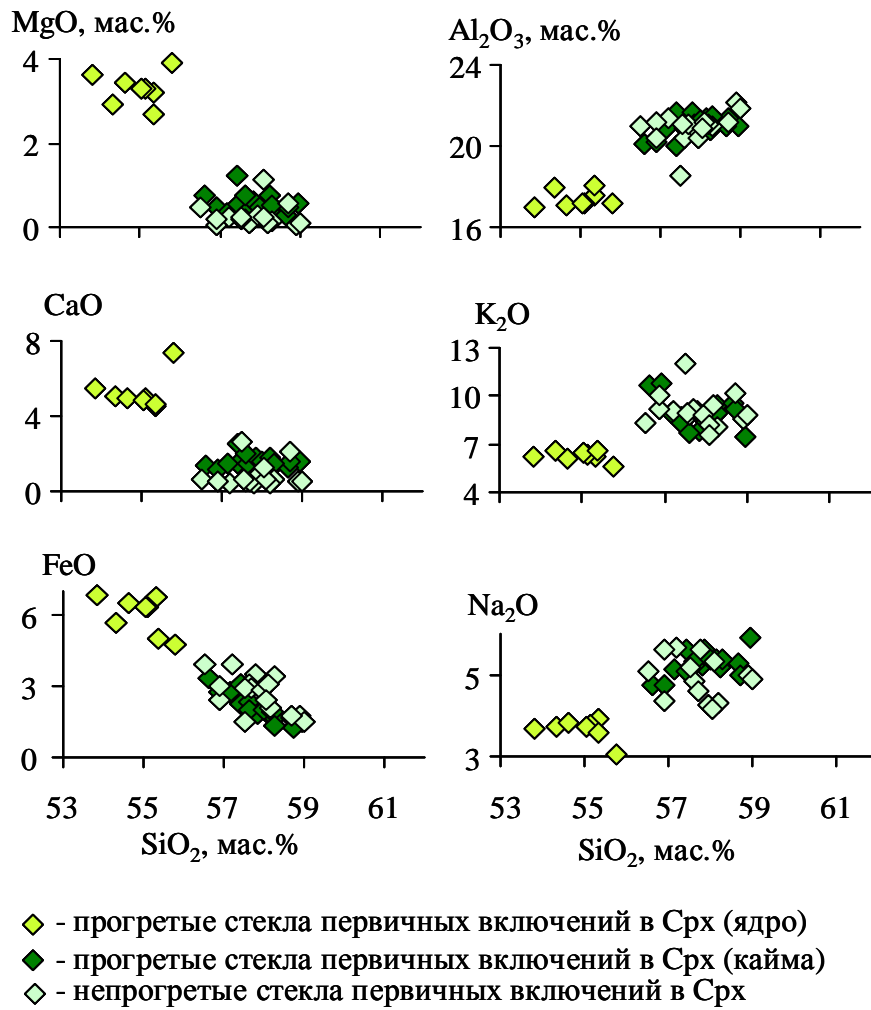 MgO, мас.%
4
2
0
Al2O3, мас.%
24
20
16
CaO
8
4
0
K2O
13
10
7
4
FeO
6
3
0
53 55 57 59 61
SiO2, мас.%
Na2O
5
3
53 55 57 59 61
SiO2, мас.%
- прогретые стекла первичных включений в Cpx (ядро)
- прогретые стекла первичных включений в Cpx (кайма)
- непрогретые стекла первичных включений в Cpx